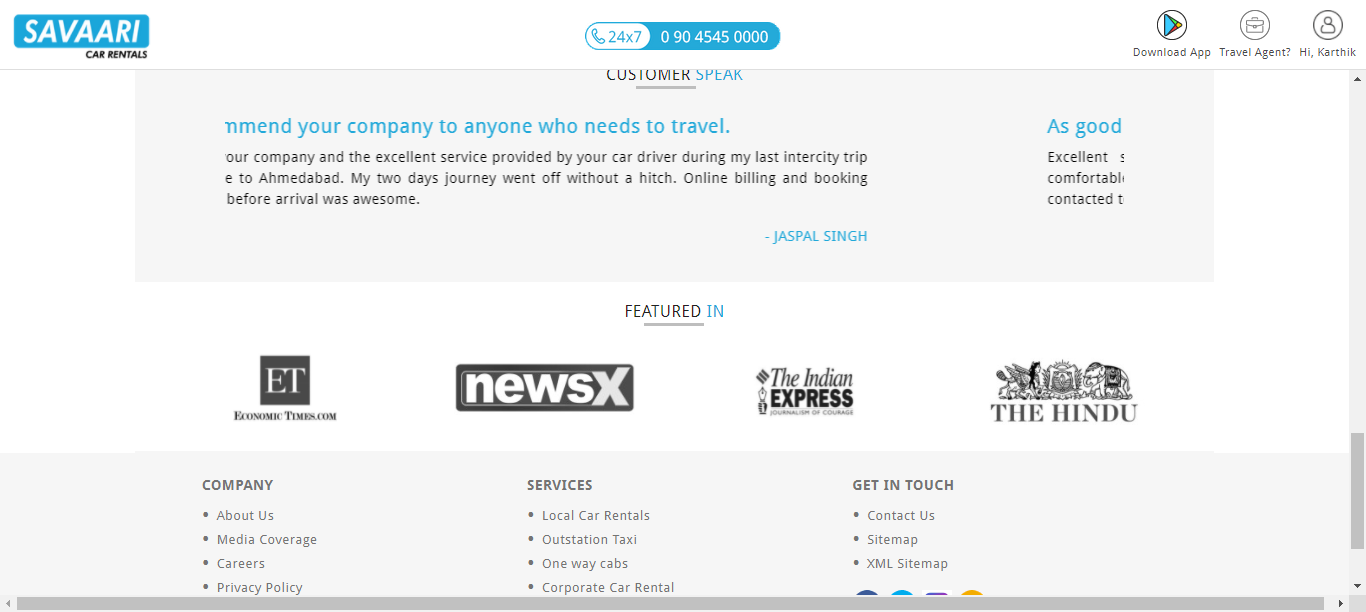 SAVAARI
CAR RENTALS
24x7 0 90 4545 0000
Download App
Travel Agent?
Hi, Karthik
CUSTOMER SPEAK
mmend your company to anyone who needs to travel.
our company and the excellent service provided by your car driver during my last intercity trip
e to Ahmedabad. My two days journey went off without a hitch. Online billing and booking
before arrival was awesome.
- JASPAL SINGH
As good
Excellent s
comfortable
contacted t
FEATURED IN
ET
ECONOMIC TIMES.COM
newsX
The Indian
EXPRESS
JOURNALISM OF COURAGE
THE HINDU
COMPANY
• About Us
• Media Coverage
• Careers
• Privacy Policy
SERVICES
• Local Car Rentals
• Outstation Taxi
• One way cabs
• Corporate Car Rental
GET IN TOUCH
• Contact Us
• Sitemap
• XML Sitemap